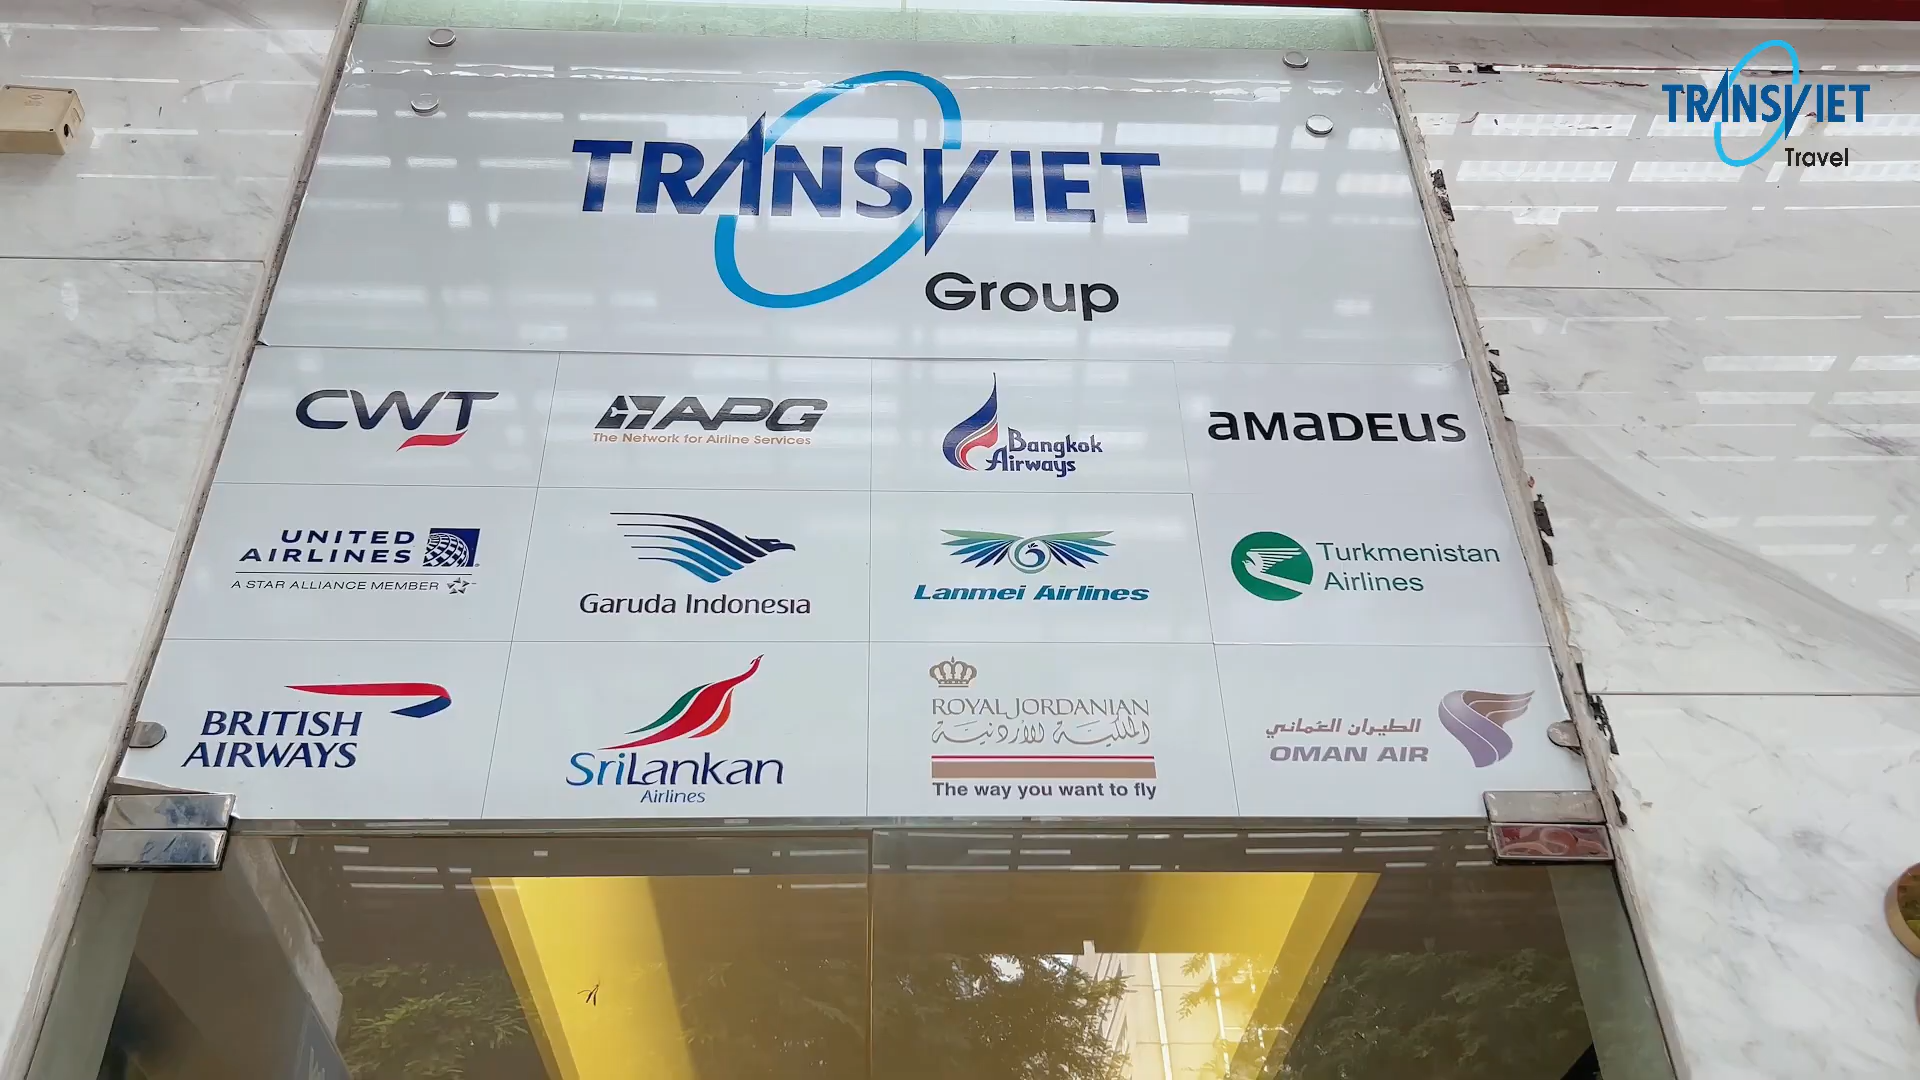 TRANSVIET
Travel
TRANSVIET
Group
CWT
APG
The Network for Airline Services
Bangkok
Airways
amaDEUS
UNITED
AIRLINES
A STAR ALLIANCE MEMBER
Garuda Indonesia
Lanmei Airlines
Turkmenistan
Airlines
BRITISH
AIRWAYS
SriLankan
Airlines
ROYAL JORDANIAN
الملكية الأردنية
The way you want to fly
الطيران العُماني
OMAN AIR